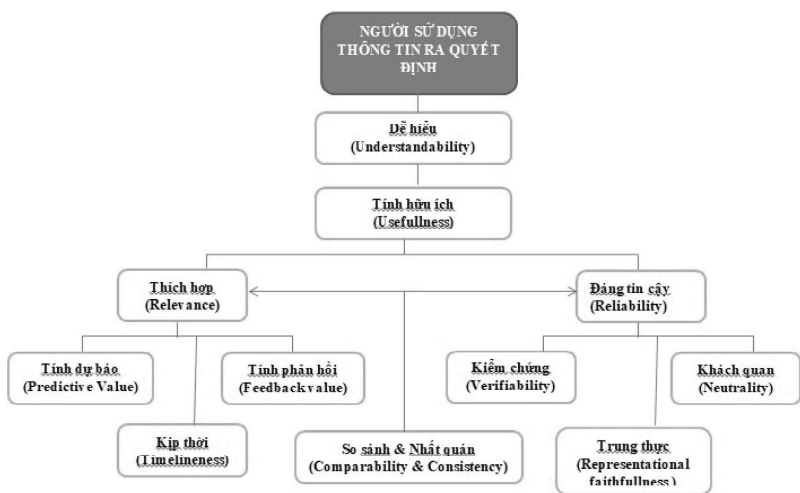 NGƯỜI SỬ DỤNG
THÔNG TIN RA QUYẾT
ĐỊNH
Dễ hiểu
(Understandability)
Tính hữu ích
(Usefullness)
Thích hợp
(Relevance)
Đáng tin cậy
(Reliability)
Tính dự báo
(Predictive Value)
Tính phản hồi
(Feedback value)
Kiểm chứng
(Verifiability)
Khách quan
(Neutrality)
Kịp thời
(Timelineness)
So sánh & Nhất quán
(Comparability & Consistency)
Trung thực
(Representational
faithfullness)